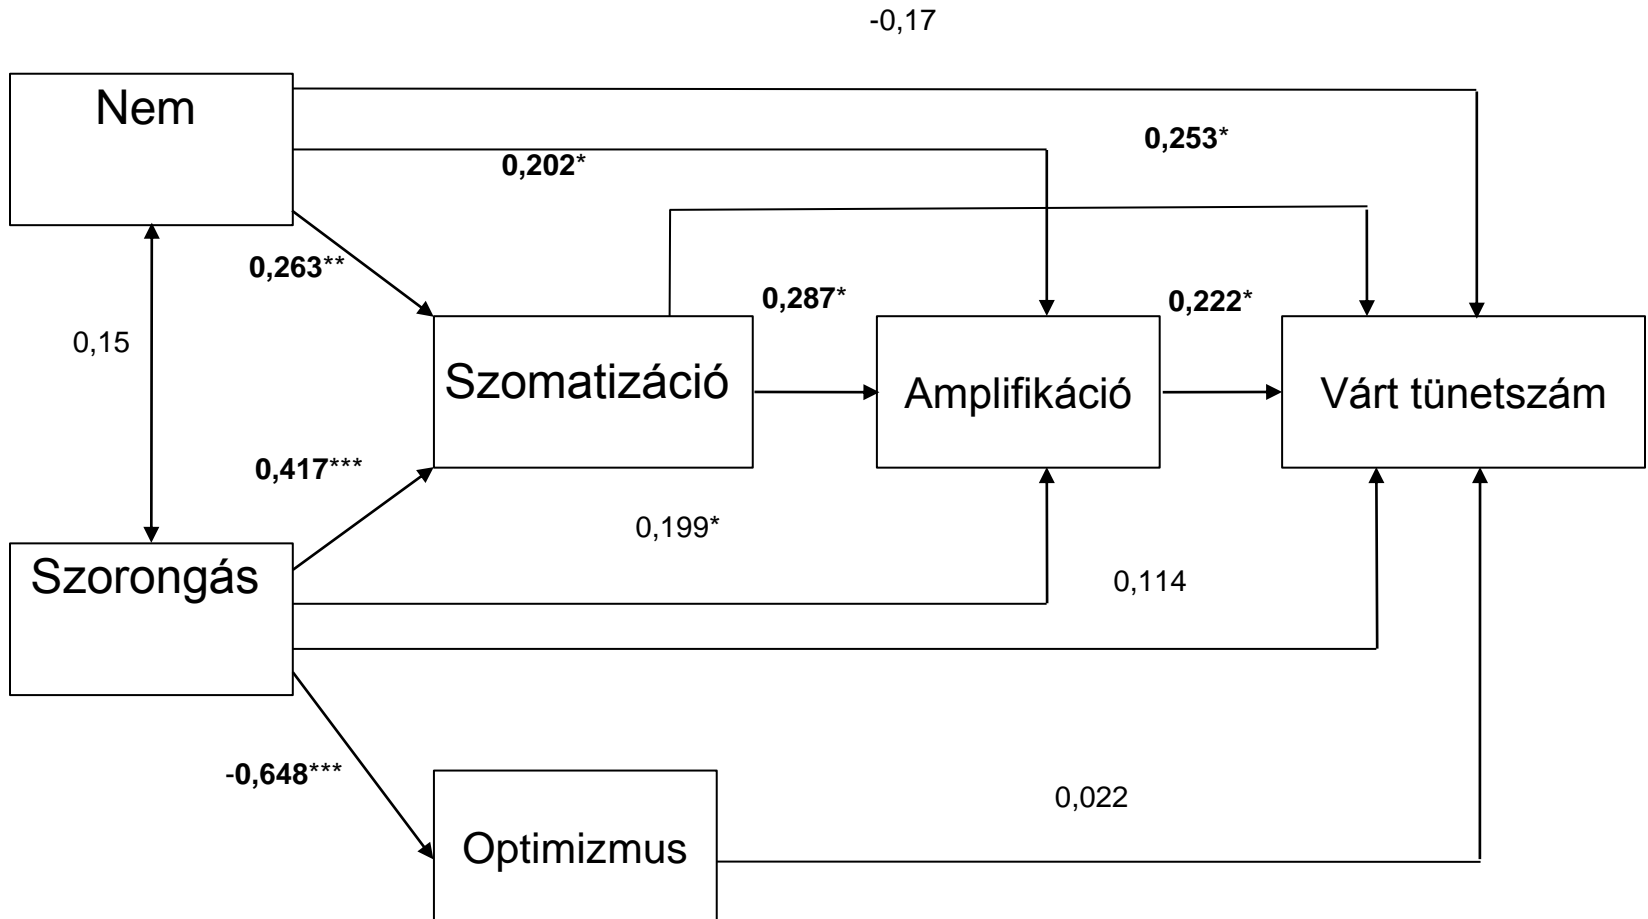 -0,17
Nem
0,253*
0,202*
0,263**
0,287*
0,222*
0,15
Szomatizáció
Amplifikáció
Várt tünetszám
0,417***
0,199*
Szorongás
0,114
-0,648***
0,022
Optimizmus